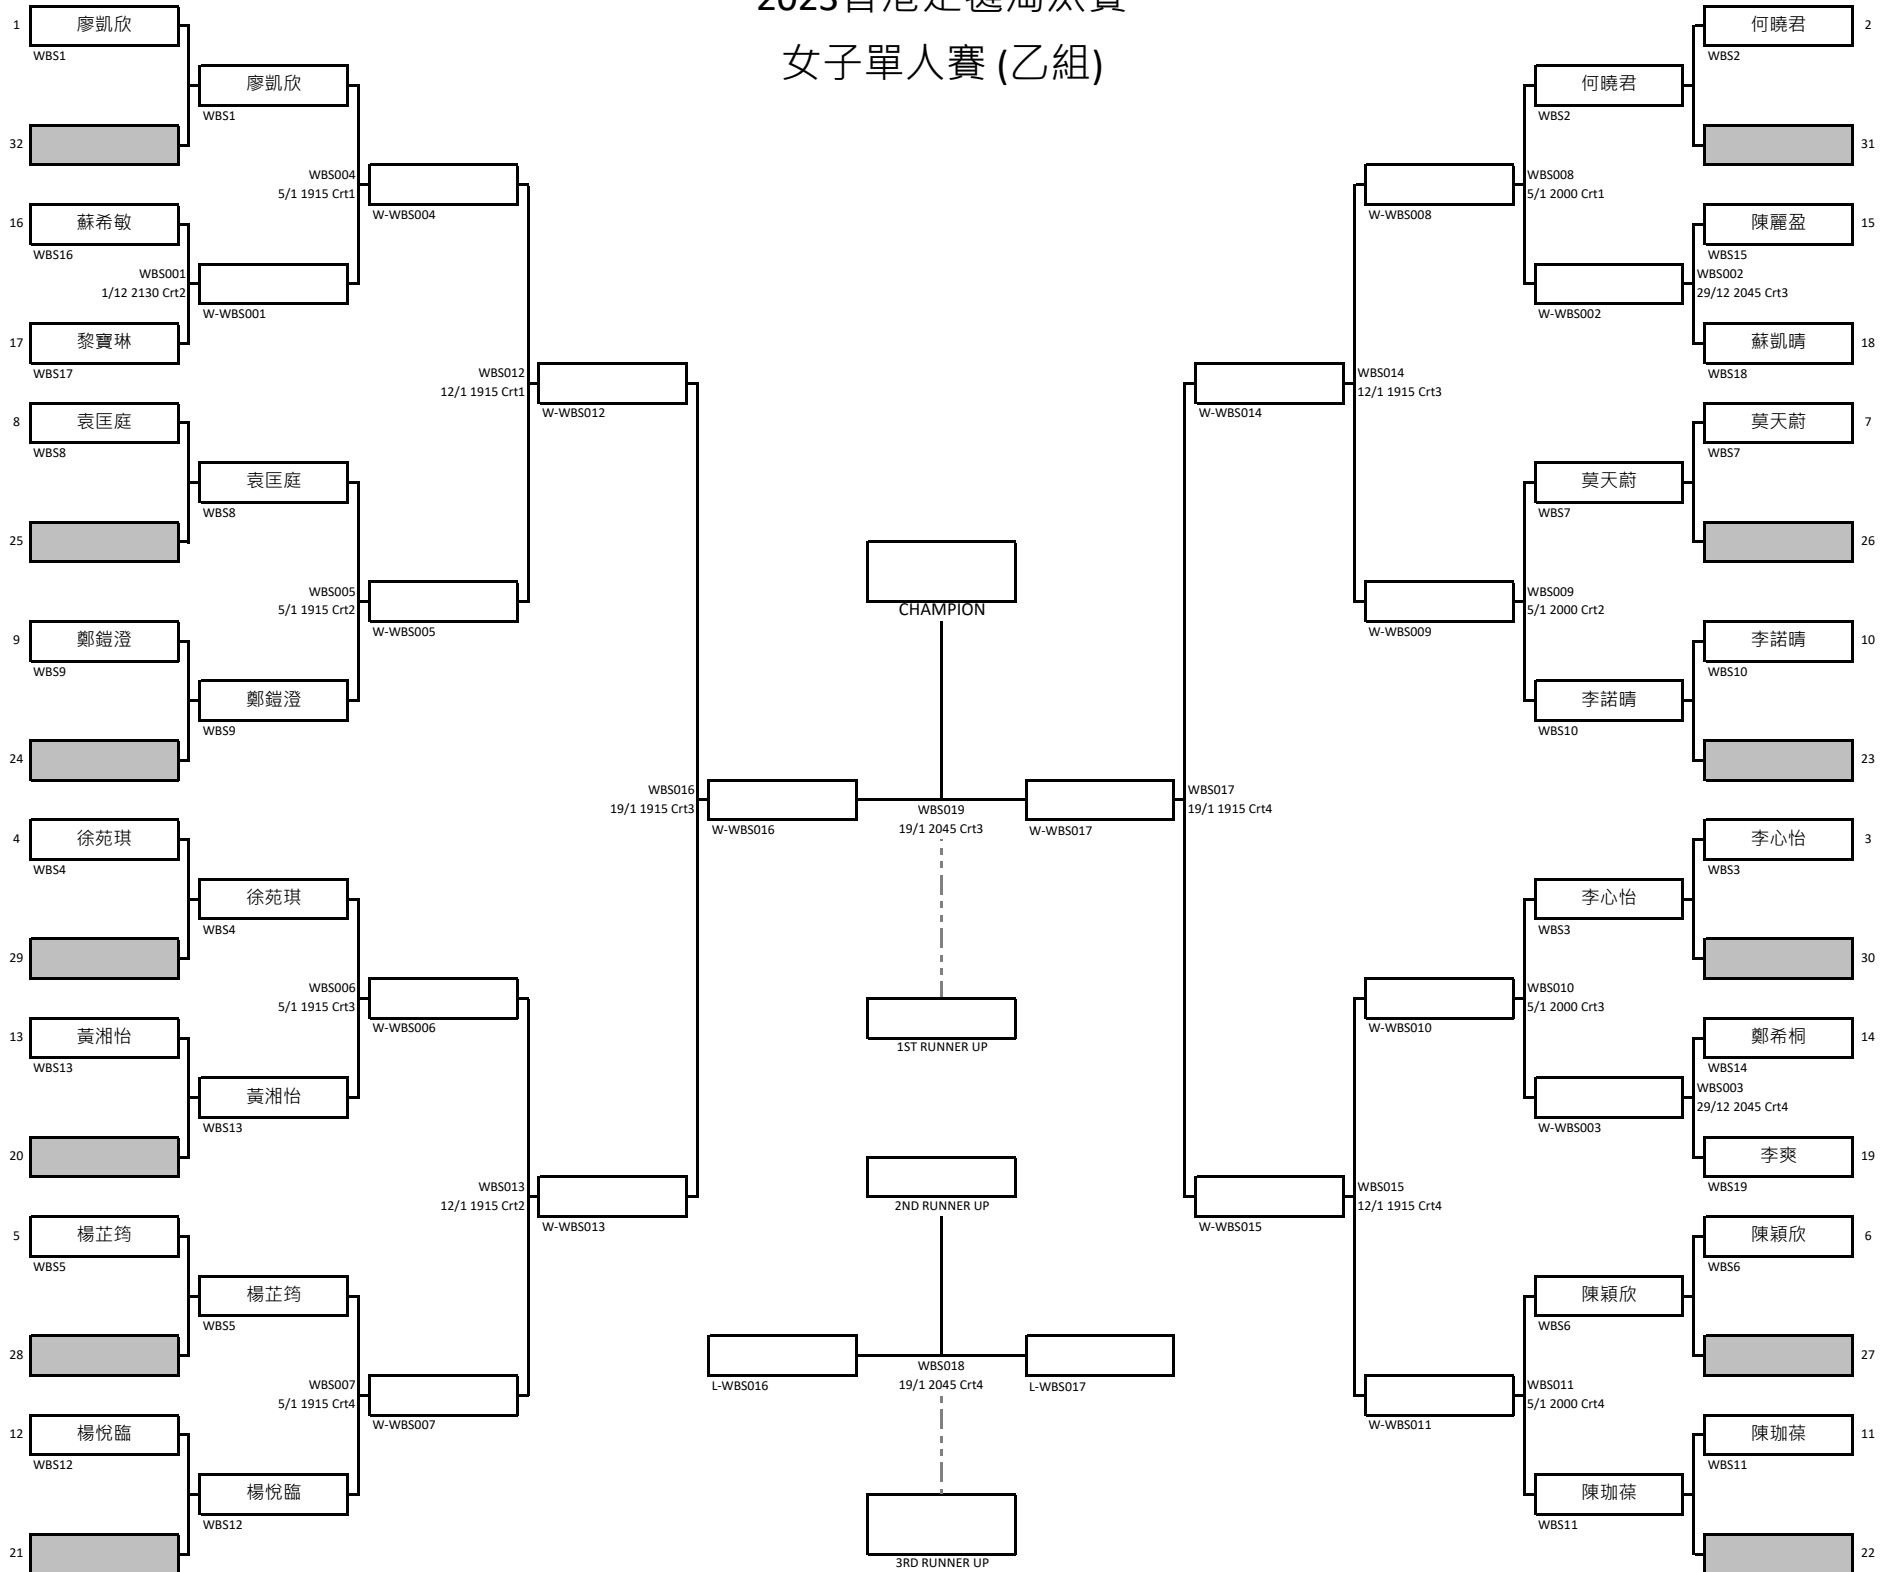 女子單人賽 (乙組)
1
廖凱欣
WBS1
廖凱欣
WBS1
32
WBS004
5/1 1915 Crt1
W-WBS004
16
蘇希敏
WBS16
WBS001
1/12 2130 Crt2
W-WBS001
17
黎寶琳
WBS17
WBS012
12/1 1915 Crt1
W-WBS012
8
袁匡庭
WBS8
袁匡庭
WBS8
25
WBS005
5/1 1915 Crt2
W-WBS005
9
鄭鎧澄
WBS9
鄭鎧澄
WBS9
24
WBS016
19/1 1915 Crt3
W-WBS016
4
徐苑琪
WBS4
徐苑琪
WBS4
29
WBS006
5/1 1915 Crt3
W-WBS006
13
黃湘怡
WBS13
黃湘怡
WBS13
20
WBS013
12/1 1915 Crt2
W-WBS013
5
楊芷筠
WBS5
楊芷筠
WBS5
28
WBS007
5/1 1915 Crt4
W-WBS007
12
楊悅臨
WBS12
楊悅臨
WBS12
21
CHAMPION
WBS019
19/1 2045 Crt3
1ST RUNNER UP
2ND RUNNER UP
L-WBS016
WBS018
19/1 2045 Crt4
L-WBS017
3RD RUNNER UP
何曉君
2
WBS2
何曉君
WBS2
31
WBS008
5/1 2000 Crt1
W-WBS008
陳麗盈
15
WBS15
WBS002
29/12 2045 Crt3
W-WBS002
蘇凱晴
18
WBS18
WBS014
12/1 1915 Crt3
W-WBS014
莫天蔚
7
WBS7
莫天蔚
WBS7
26
WBS009
5/1 2000 Crt2
W-WBS009
李諾晴
10
WBS10
李諾晴
WBS10
23
WBS017
19/1 1915 Crt4
W-WBS017
李心怡
3
WBS3
李心怡
WBS3
30
WBS010
5/1 2000 Crt3
W-WBS010
鄭希桐
14
WBS14
WBS003
29/12 2045 Crt4
W-WBS003
李爽
19
WBS19
WBS015
12/1 1915 Crt4
W-WBS015
陳穎欣
6
WBS6
陳穎欣
WBS6
27
WBS011
5/1 2000 Crt4
W-WBS011
陳珈葆
11
WBS11
陳珈葆
WBS11
22